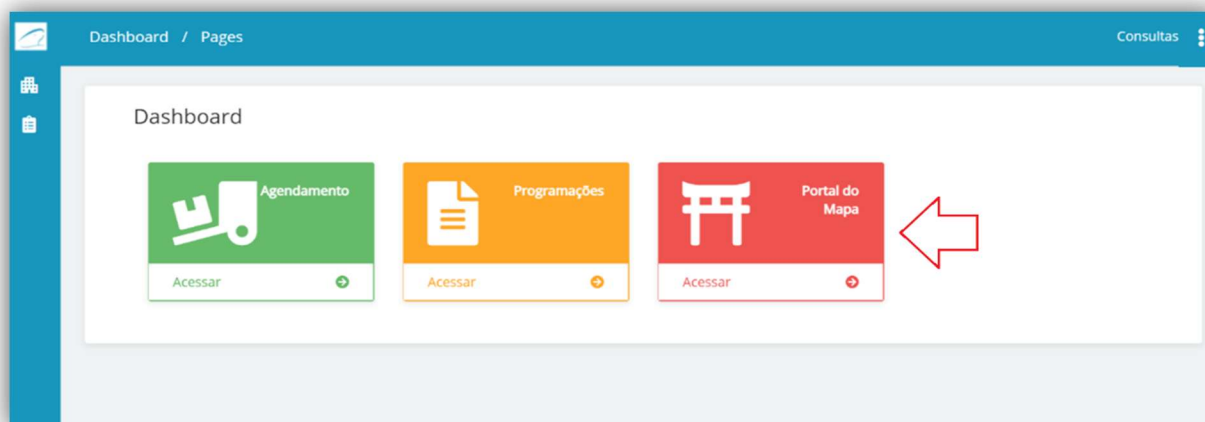 Dashboard / Pages
Consultas
Dashboard
Agendamento
Acessar
Programações
Acessar
Portal do
Mapa
Acessar